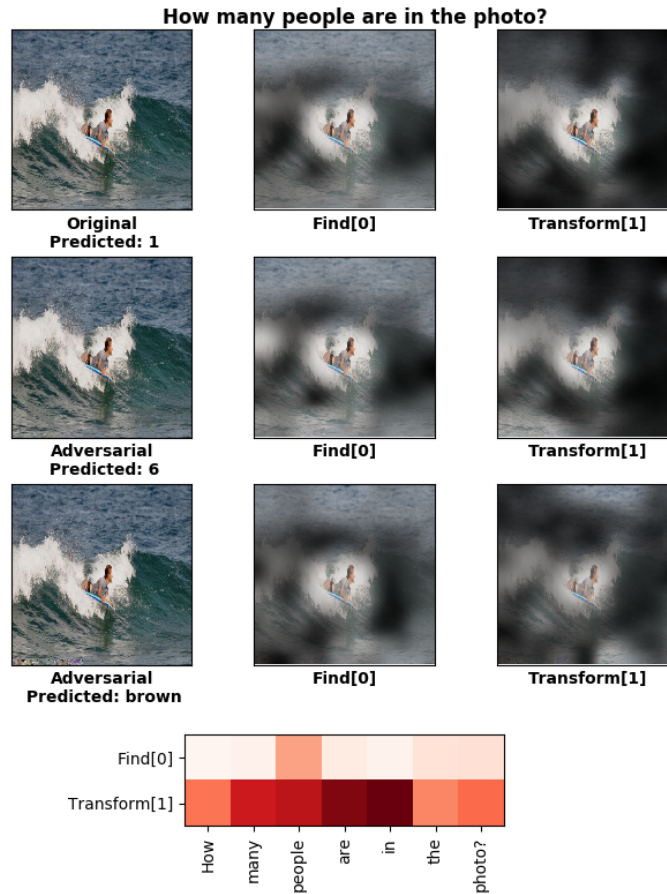 How many people are in the photo?
Original
Predicted: 1
Find[0]
Transform[1]
Adversarial
Predicted: 6
Find[0]
Transform[1]
Adversarial
Predicted: brown
Find[0]
Transform[1]
Find[0]
Transform[1]
How
many
people
are
in
the
photo?